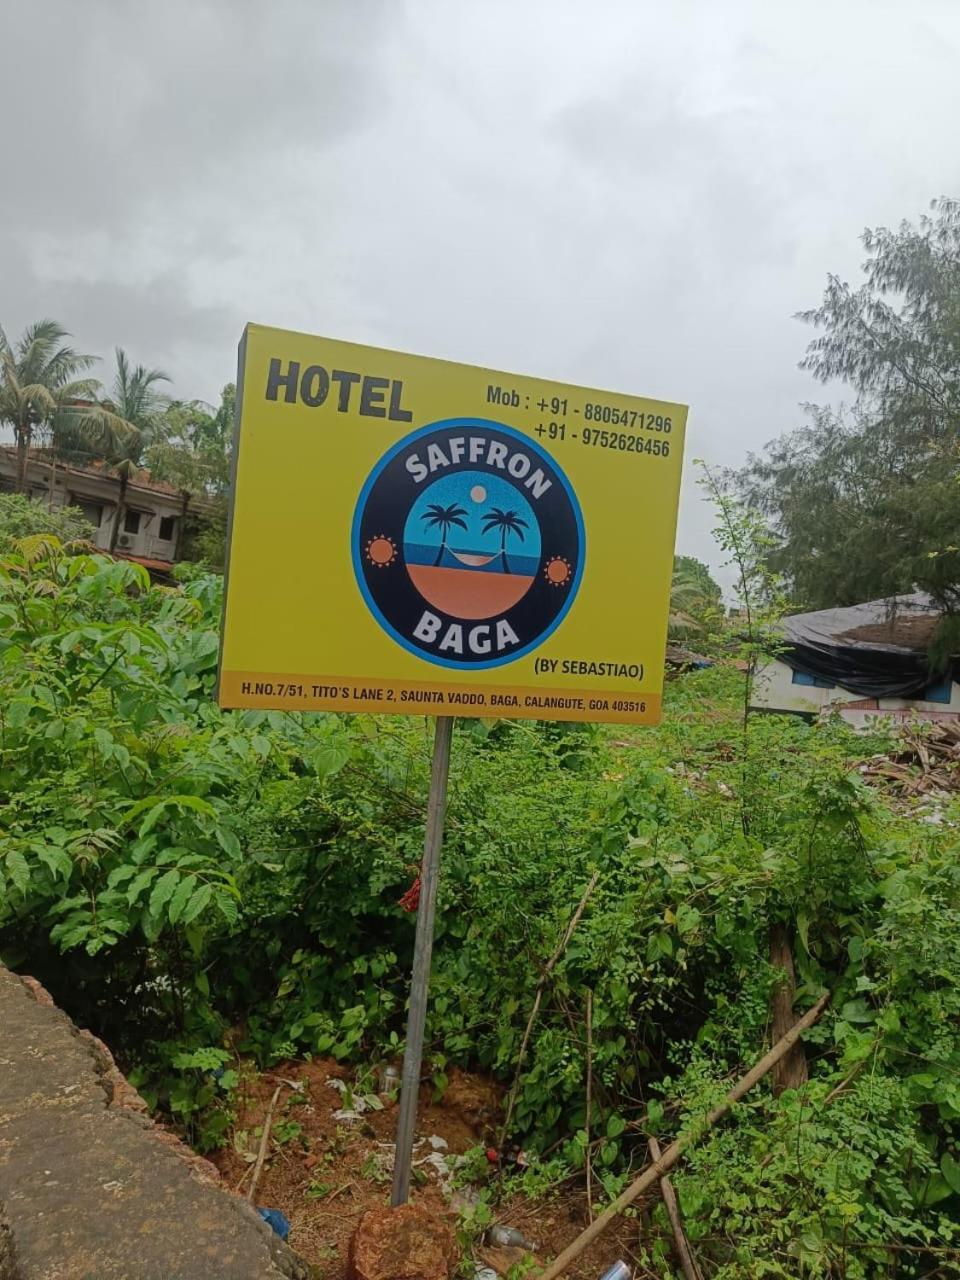 HOTEL
Mob : +91 - 8805471296
+91 - 9752626456
SAFFRON
BAGA
(BY SEBASTIAO)
H.NO.7/51, TITO'S LANE 2, SAUNTA VADDO, BAGA, CALANGUTE, GOA 403516